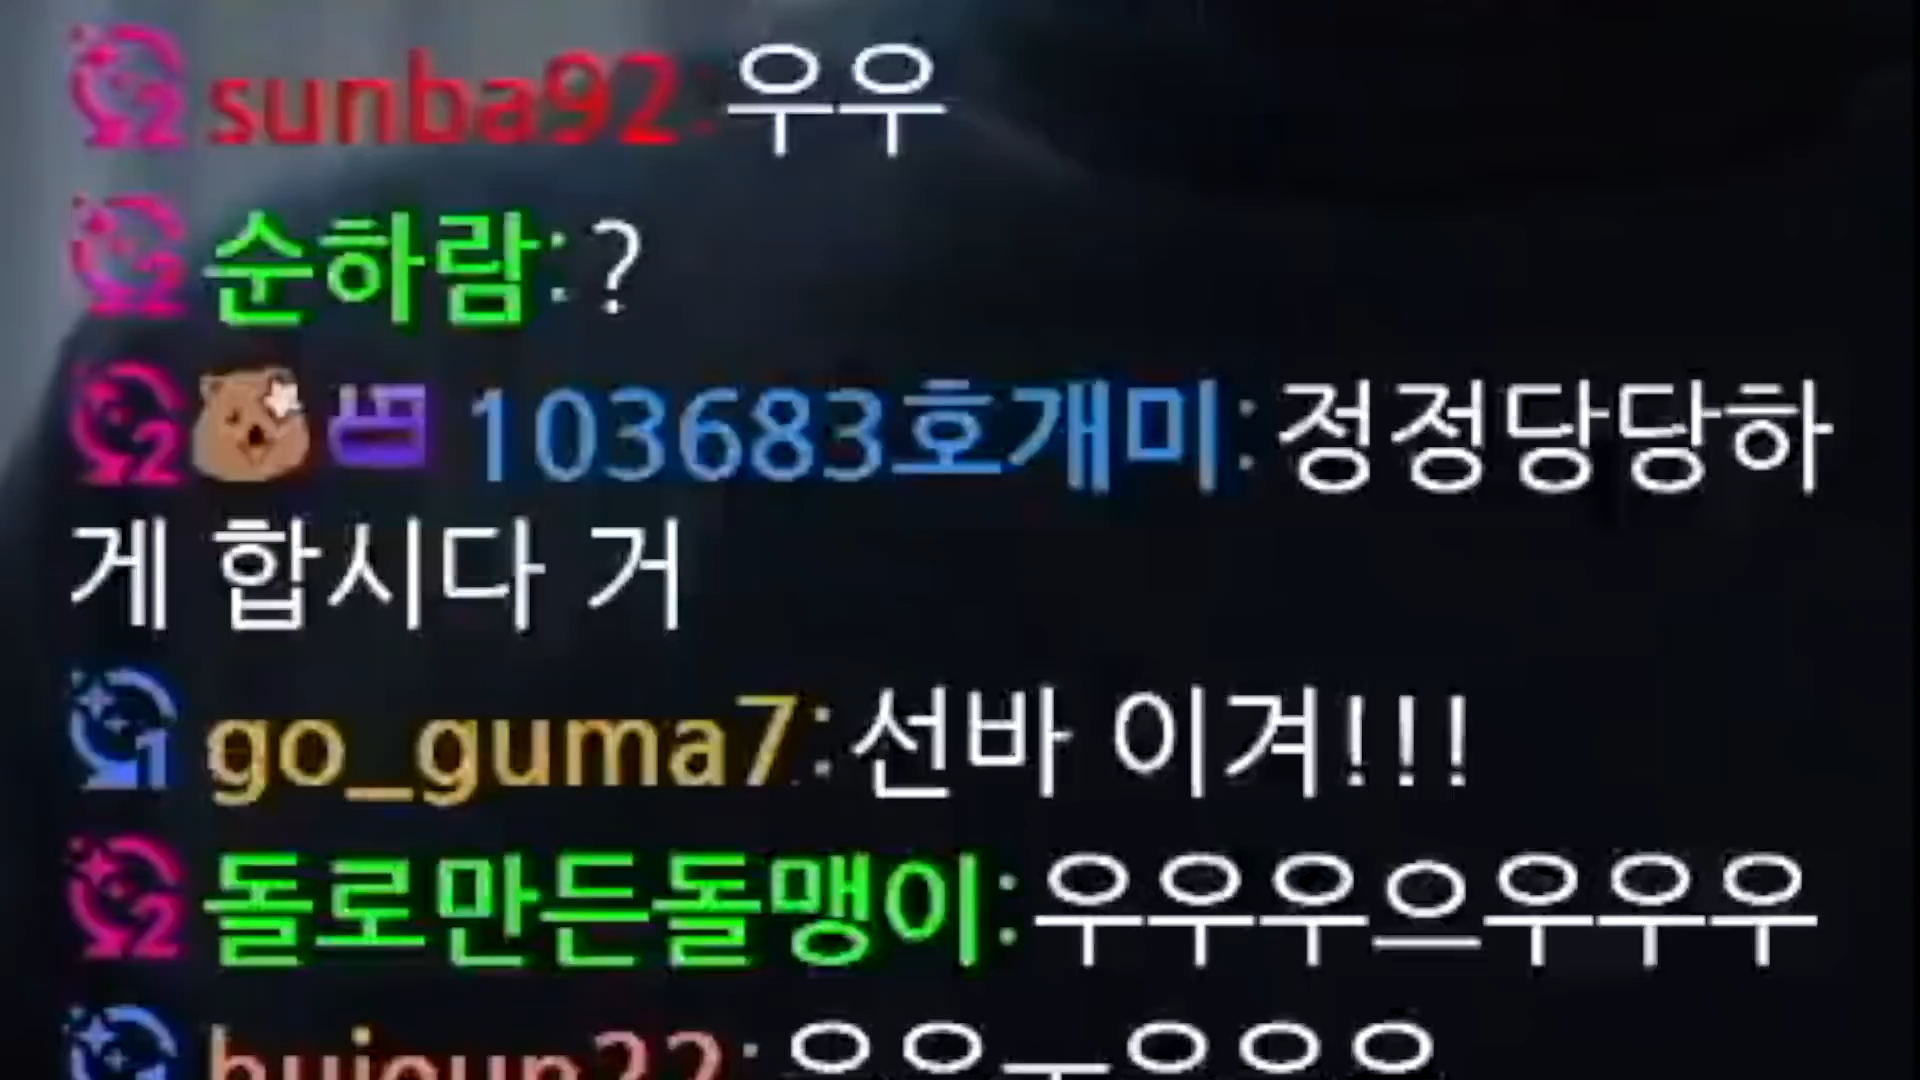 sunba92: 우우
순하람: ?
103683호개미: 정정당당하
게 합시다 거
go_guma7: 선바 이겨!!!
돌로만든돌맹이: 우우우으우우우